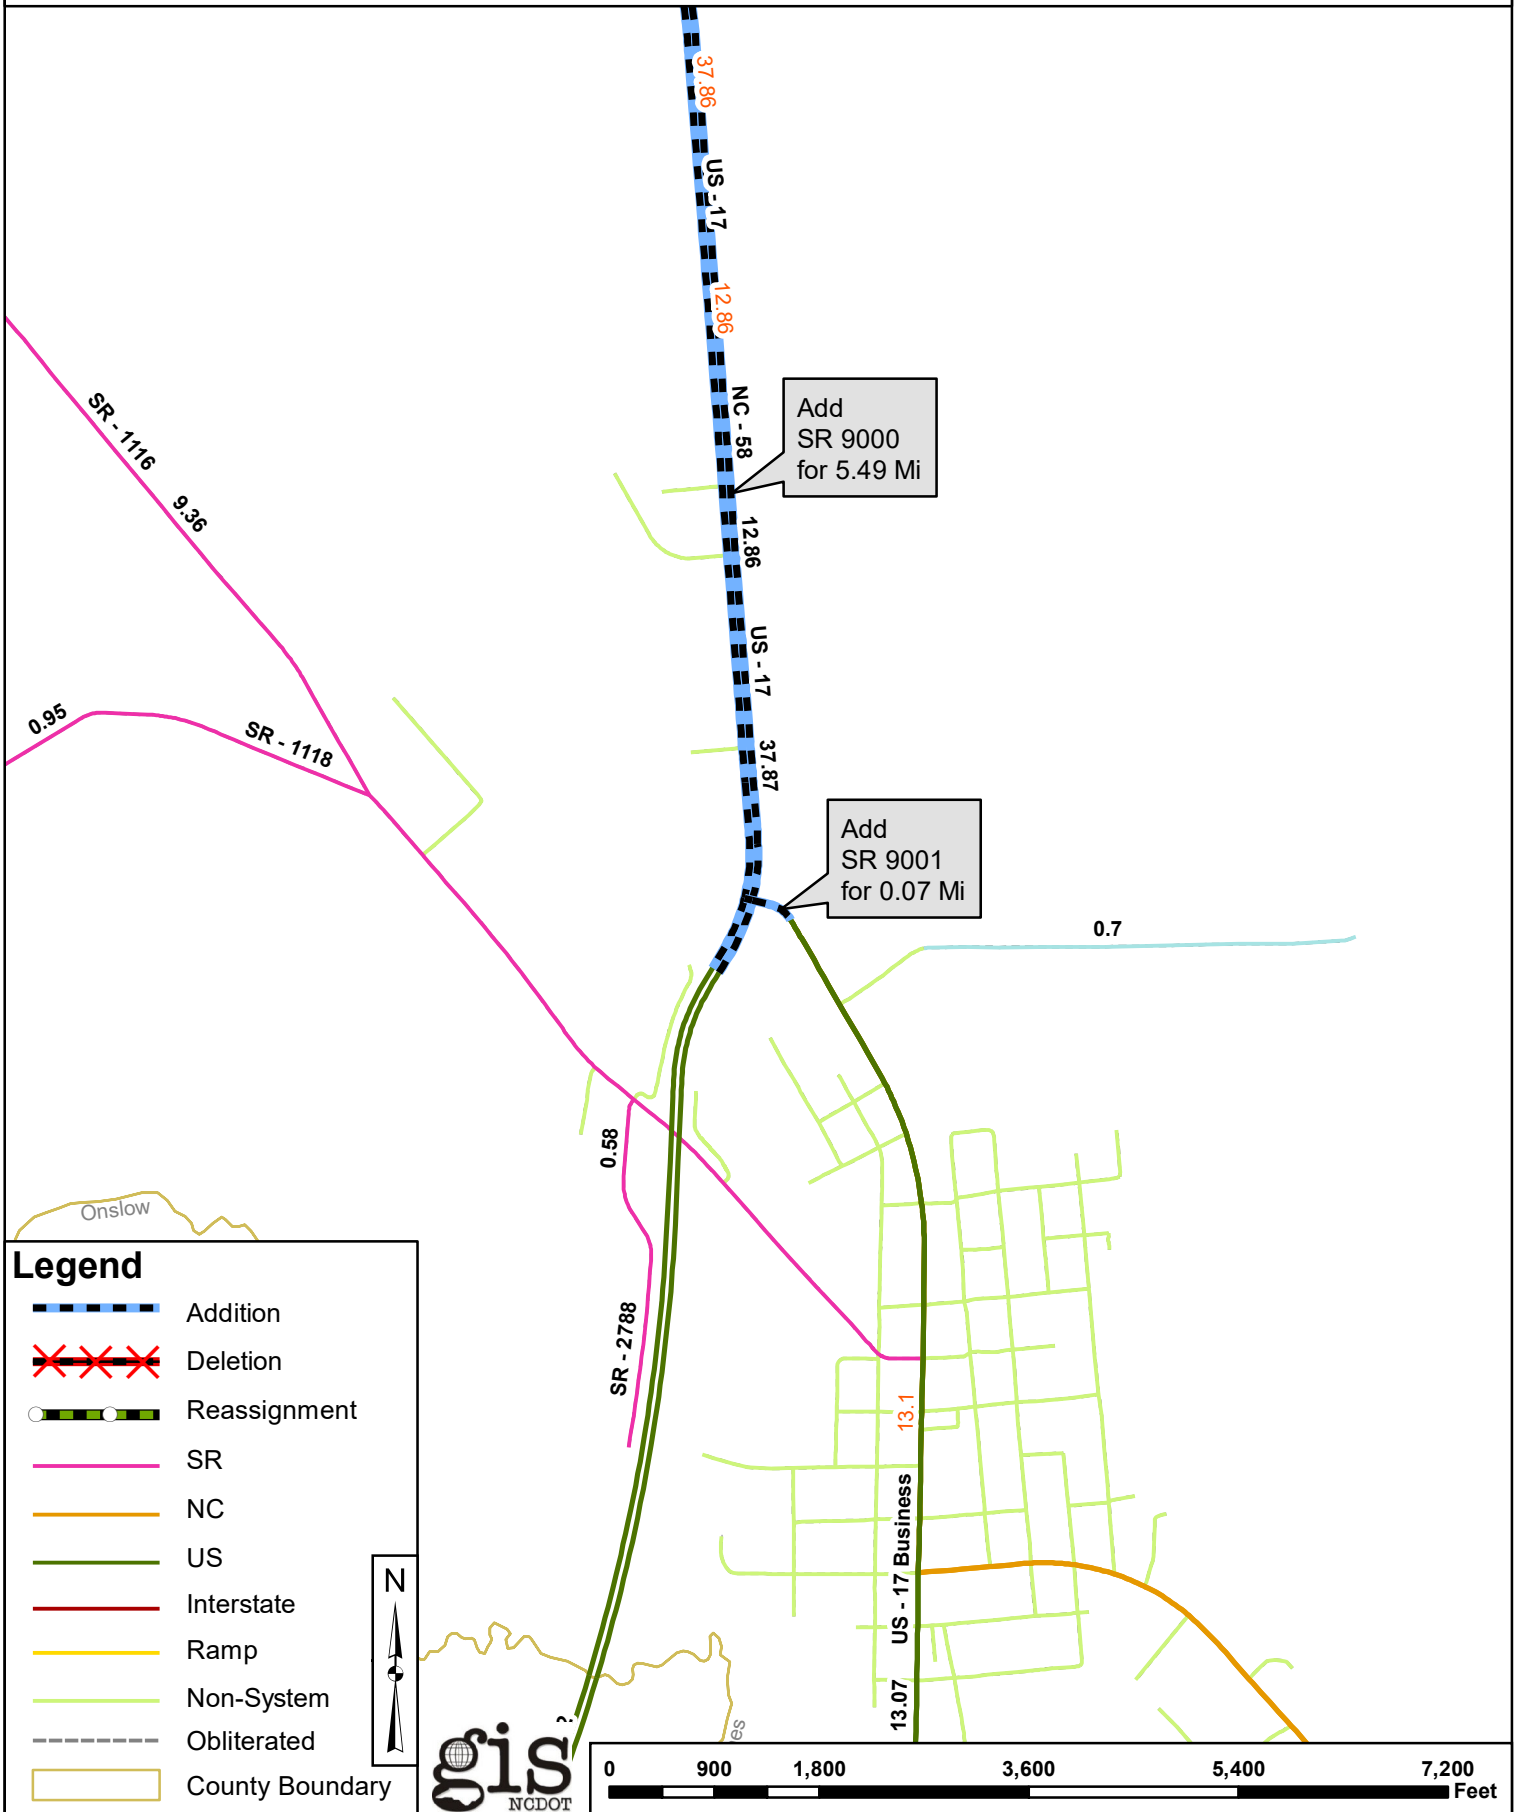 37.86
US - 17
12.86
NC - 58
Add
SR 9000
for 5.49 Mi
SR - 1116
9.36
12.86
US - 17
0.95
SR - 1118
37.87
Add
SR 9001
for 0.07 Mi
0.7
0.58
Onslow
SR - 2788
13.1
US - 17 Business
13.07
Legend
Addition
Deletion
Reassignment
SR
NC
US
Interstate
Ramp
Non-System
Obliterated
County Boundary
N
gis
NCDOT
es
0 900 1,800 3,600 5,400 7,200
Feet